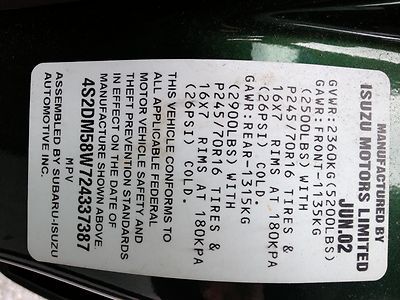 MANUFACTURED BY
ISUZU MOTORS LIMITED
JUN.02
GVWR:2360KG(5200LBS)
GAWR:FRONT-1135KG
(2500LBS) WITH
P245/70R16 TIRES &
16X7 RIMS AT 180KPA
(26PSI) COLD.
GAWR:REAR-1315KG
(2900LBS) WITH
P245/70R16 TIRES &
16X7 RIMS AT 180KPA
(26PSI) COLD.
THIS VEHICLE CONFORMS TO
ALL APPLICABLE FEDERAL
MOTOR VEHICLE SAFETY AND
THEFT PREVENTION STANDARDS
IN EFFECT ON THE DATE OF
MANUFACTURE SHOWN ABOVE.
4S2DM58W724337387
MPV
ASSEMBLED BY SUBARU-ISUZU
AUTOMOTIVE INC.